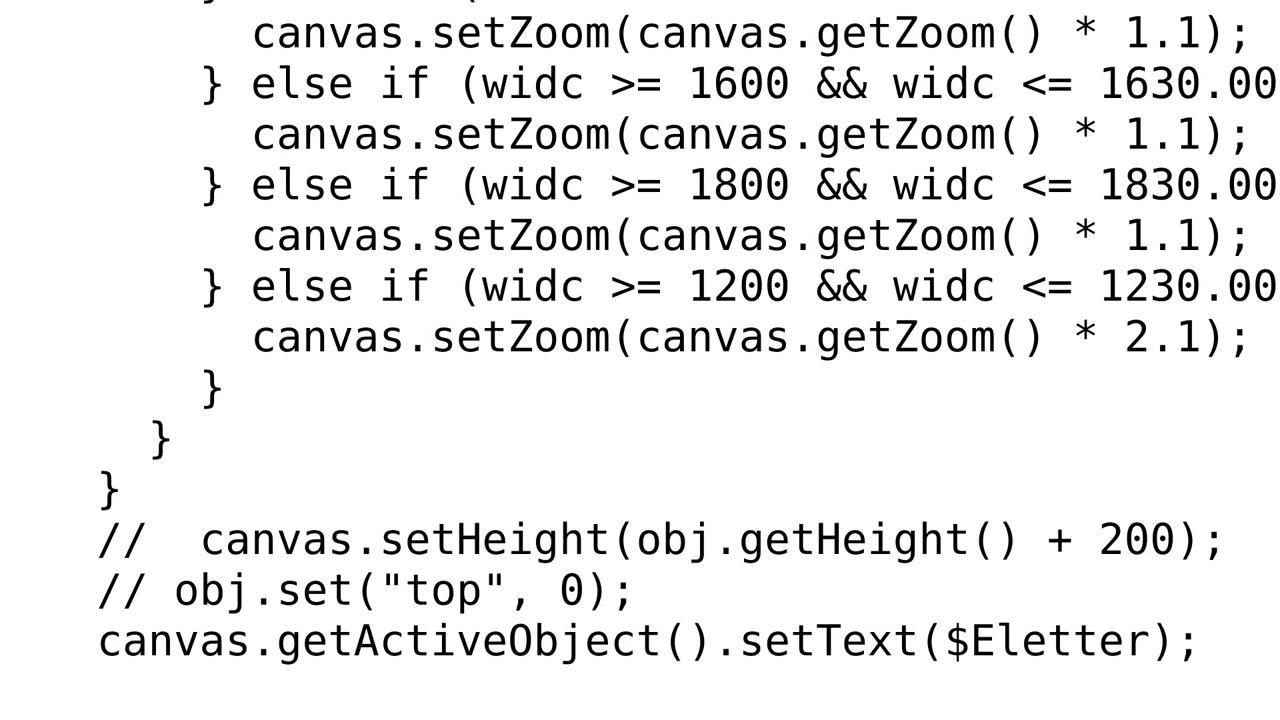 canvas.setZoom(canvas.getZoom() * 1.1);
} else if (widc >= 1600 && widc <= 1630.00
canvas.setZoom(canvas.getZoom() * 1.1);
} else if (widc >= 1800 && widc <= 1830.00
canvas.setZoom(canvas.getZoom() * 1.1);
} else if (widc >= 1200 && widc <= 1230.00
canvas.setZoom(canvas.getZoom() * 2.1);
}
}
}
//  canvas.setHeight(obj.getHeight() + 200);
// obj.set("top", 0);
canvas.getActiveObject().setText($Eletter);